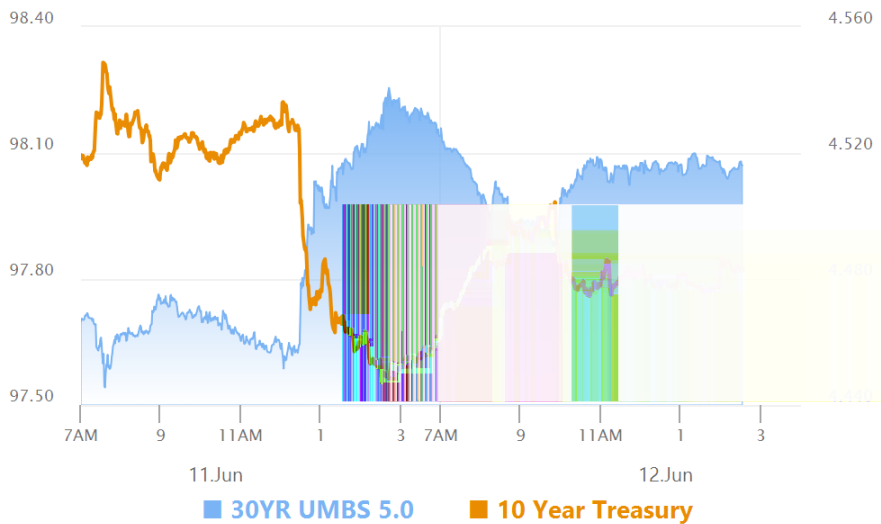 98.40 4.560
98.10 4.520
97.80 4.480
97.50
7AM 9 11AM 1 3 7AM 9 11AM 1 3
11.Jun 12.Jun
30YR UMBS 5.0 10 Year Treasury